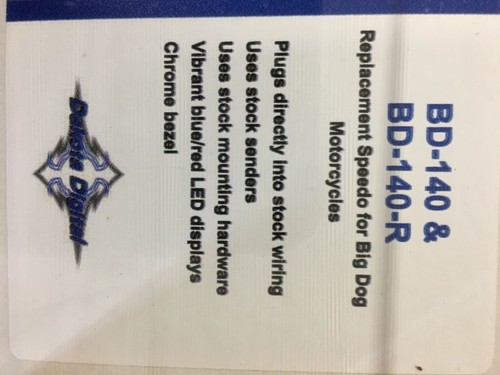 BD-140 &
BD-140-R
Replacement Speedo for Big Dog
Motorcycles
Plugs directly into stock wiring
Uses stock senders
Uses stock mounting hardware
Vibrant blue/red LED displays
Chrome bezel
Dakota Digital